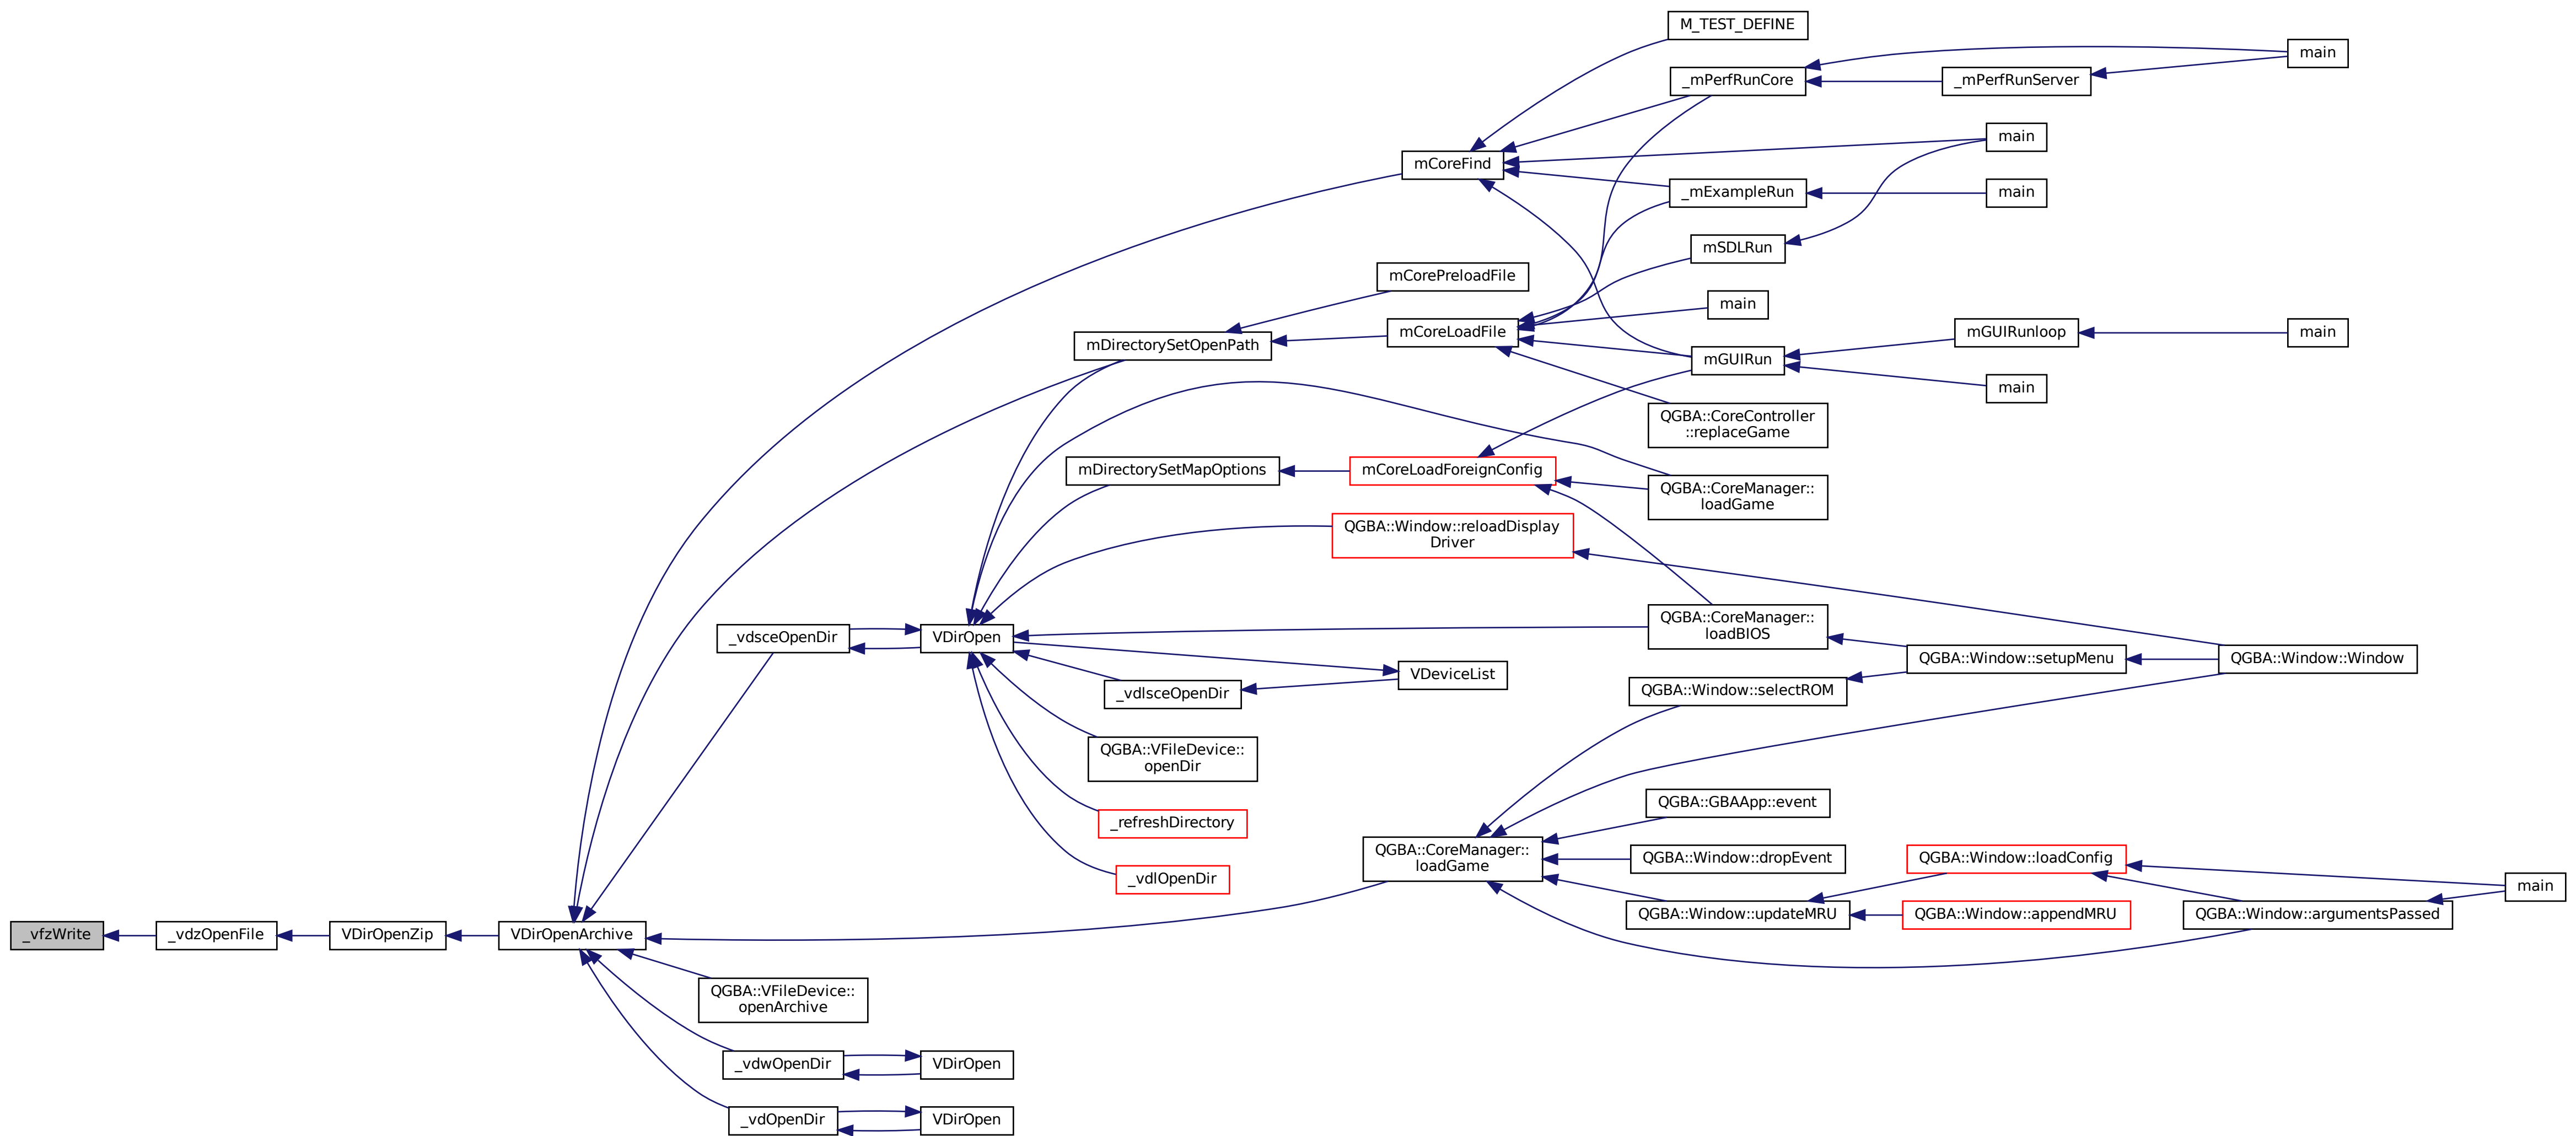 M_TEST_DEFINE
main
_mPerfRunCore
_mPerfRunServer
main
mCoreFind
_mExampleRun
main
mSDLRun
mCorePreloadFile
main
mCoreLoadFile
mGUIRunloop
main
mDirectorySetOpenPath
mGUIRun
main
QGBA::CoreController
::replaceGame
mDirectorySetMapOptions
mCoreLoadForeignConfig
QGBA::CoreManager::
loadGame
QGBA::Window::reloadDisplay
Driver
QGBA::CoreManager::
loadBIOS
_vdsceOpenDir
VDirOpen
QGBA::Window::setupMenu
QGBA::Window::Window
VDeviceList
_vdlsceOpenDir
QGBA::Window::selectROM
QGBA::VFileDevice::
openDir
QGBA::GBAApp::event
_refreshDirectory
QGBA::CoreManager::
loadGame
QGBA::Window::dropEvent
QGBA::Window::loadConfig
_vdlOpenDir
main
QGBA::Window::updateMRU
QGBA::Window::appendMRU
QGBA::Window::argumentsPassed
_vfzWrite
_vdzOpenFile
VDirOpenZip
VDirOpenArchive
QGBA::VFileDevice::
openArchive
_vdwOpenDir
VDirOpen
_vdOpenDir
VDirOpen